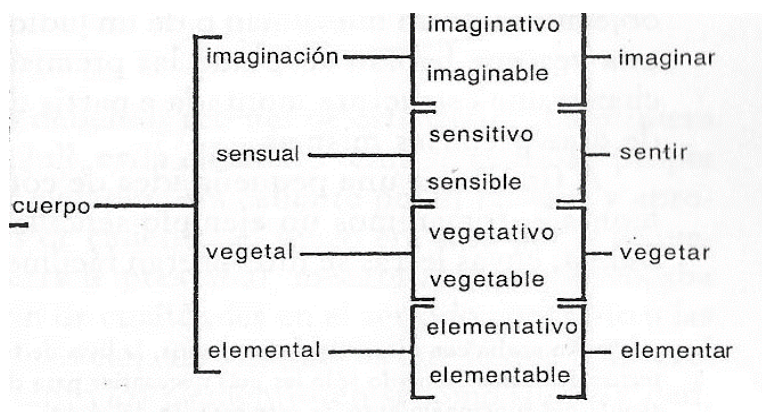 imaginativo
imaginación imaginar
imaginable
sensitivo
sensual sentir
sensible
cuerpo
vegetativo
vegetal vegetar
vegetable
elementativo
elemental elementar
elementable